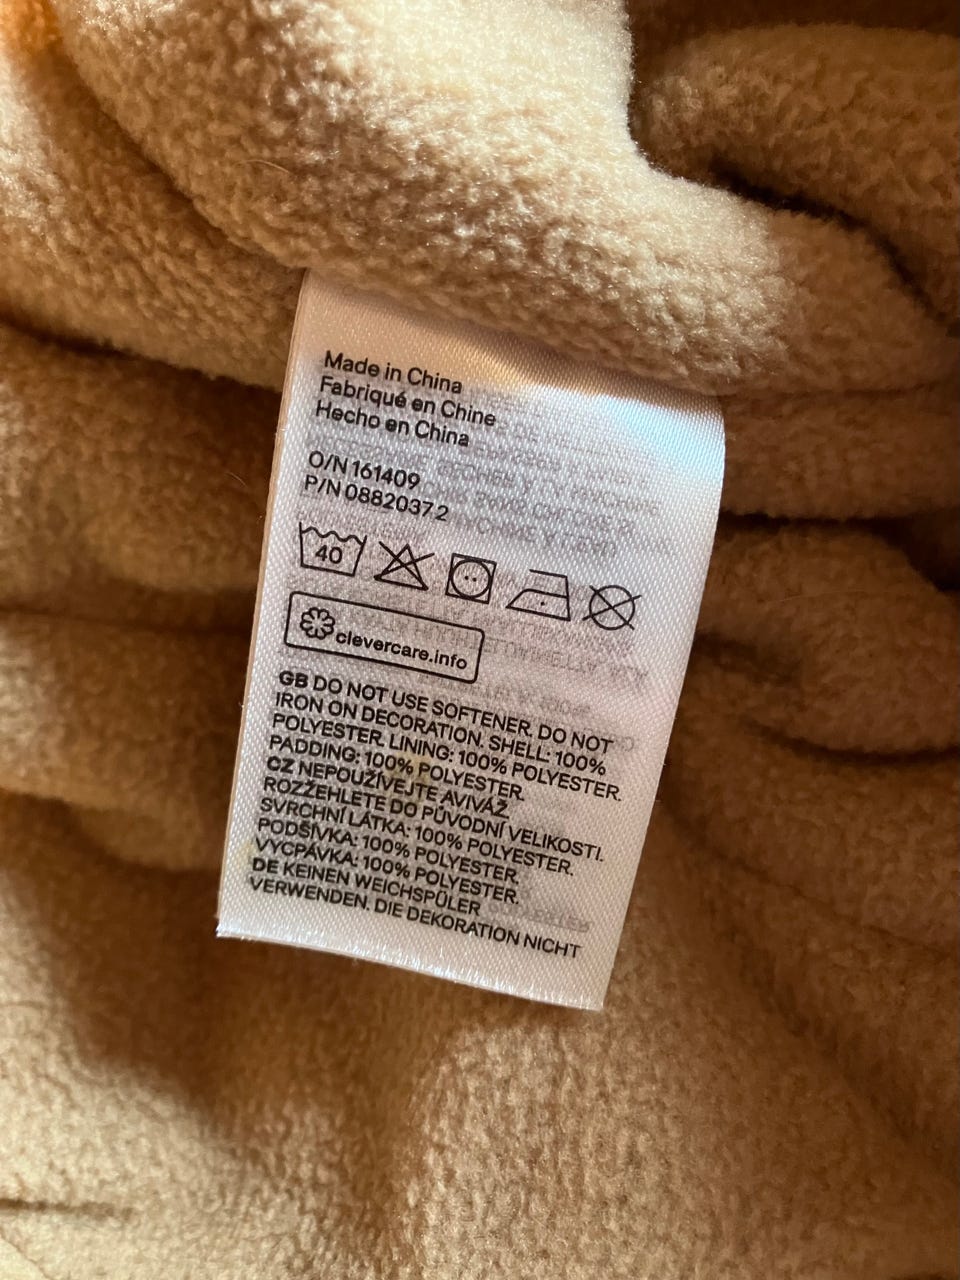 Made in China
Fabriqué en Chine
Hecho en China
O/N 161409
P/N 0882037 2
40
clevercare.info
GB DO NOT USE SOFTENER. DO NOT
IRON ON DECORATION. SHELL: 100%
POLYESTER. LINING: 100% POLYESTER.
PADDING: 100% POLYESTER.
CZ NEPOUŽÍVEJTE AVIVÁŽ.
ROZŽEHLETE DO PŮVODNÍ VELIKOSTI.
SVRCHNÍ LÁTKA: 100% POLYESTER.
PODŠÍVKA: 100% POLYESTER.
VYCPÁVKA: 100% POLYESTER.
DE KEINEN WEICHSPÜLER
VERWENDEN. DIE DEKORATION NICHT